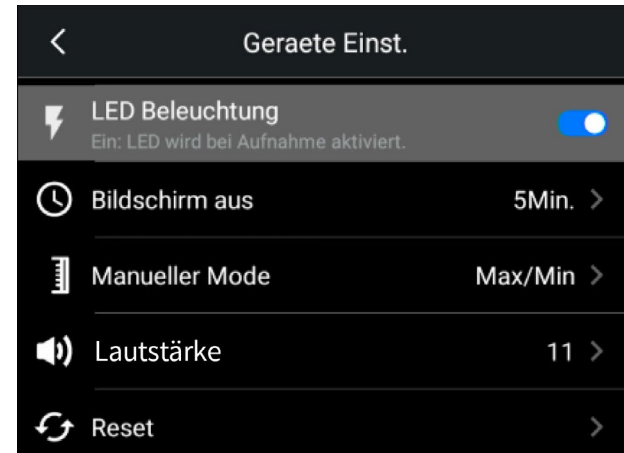 Geraete Einst.
LED Beleuchtung
Ein: LED wird bei Aufnahme aktiviert.
Bildschirm aus 5Min.
Manueller Mode Max/Min
Lautstärke 11
Reset